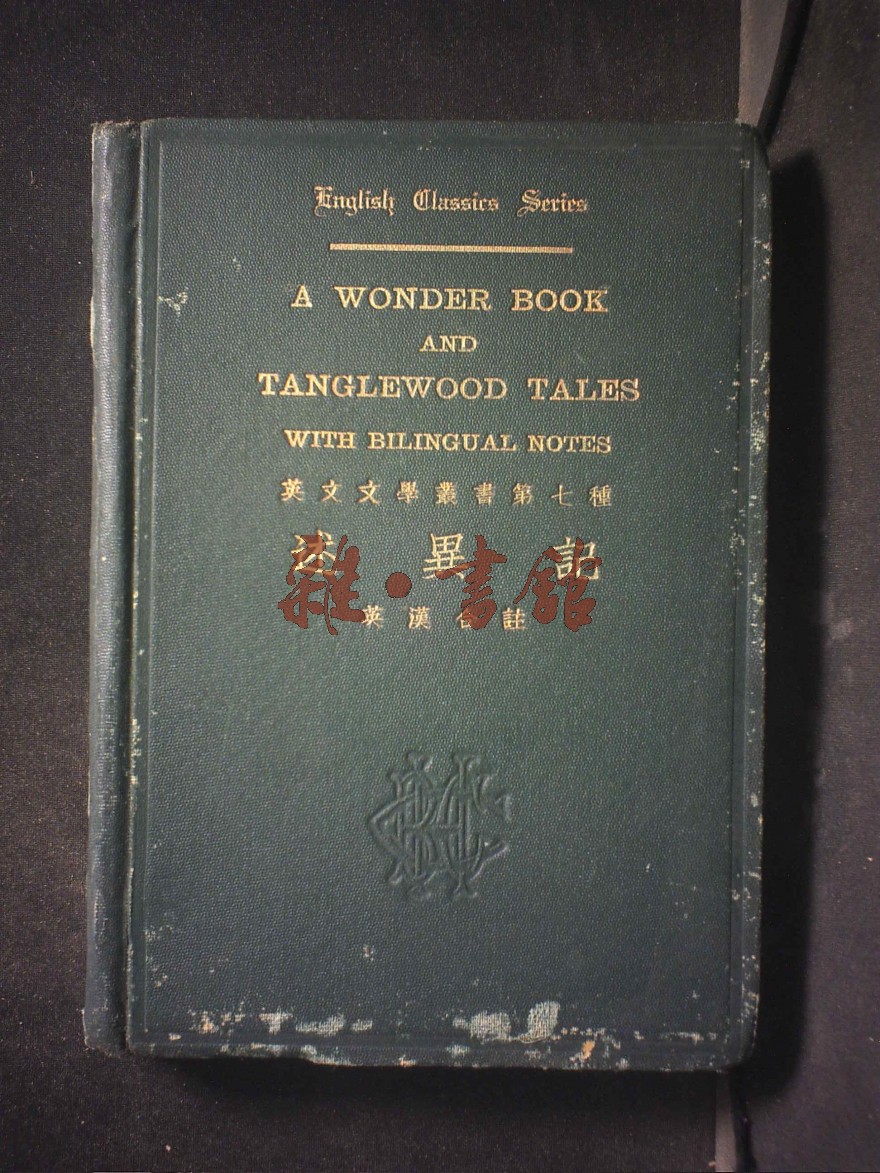 English Classics Series
A WONDER BOOK
AND
TANGLEWOOD TALES
WITH BILINGUAL NOTES
英文文學叢書第七種
述異記
雜·書館
英漢合註